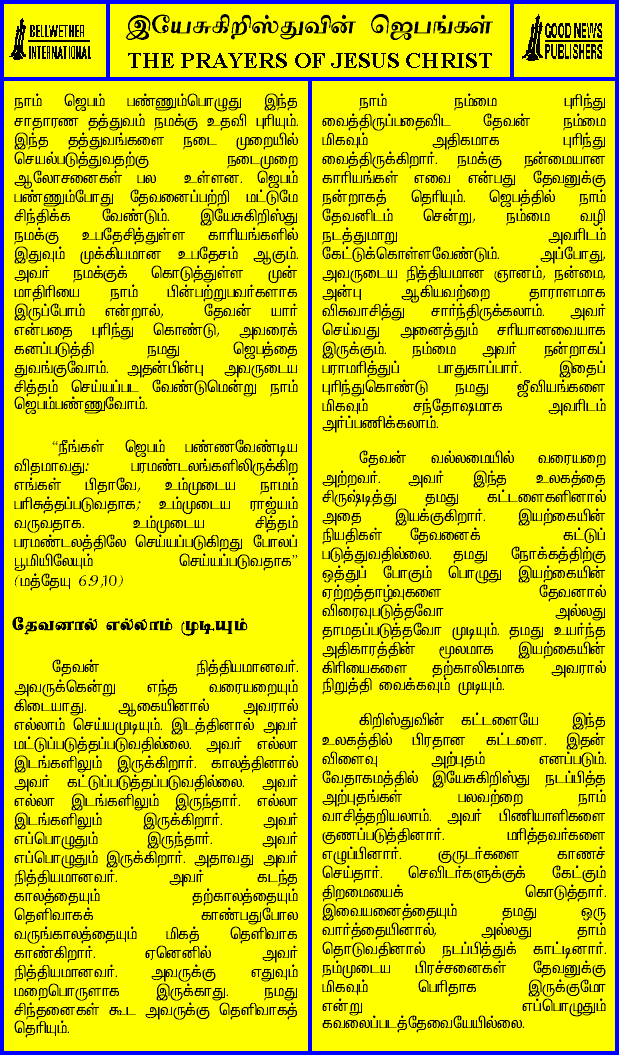 BELLWETHER
INTERNATIONAL
இயேசுகிறிஸ்துவின் ஜெபங்கள்
THE PRAYERS OF JESUS CHRIST
GOOD NEWS
PUBLISHERS
நாம் ஜெபம் பண்ணும்பொழுது இந்த
சாதாரண தத்துவம் நமக்கு உதவி புரியும்.
இந்த தத்துவங்களை நடை முறையில்
செயல்படுத்துவதற்கு நடைமுறை
ஆலோசனைகள் பல உள்ளன. ஜெபம்
பண்ணும்போது தேவனைப்பற்றி மட்டுமே
சிந்திக்க வேண்டும். இயேசுகிறிஸ்து
நமக்கு உபதேசித்துள்ள காரியங்களில்
இதுவும் முக்கியமான உபதேசம் ஆகும்.
அவர் நமக்குக் கொடுத்துள்ள முன்
மாதிரியை நாம் பின்பற்றுபவர்களாக
இருப்போம் என்றால், தேவன் யார்
என்பதை புரிந்து கொண்டு, அவரைக்
கனப்படுத்தி நமது ஜெபத்தை
துவங்குவோம். அதன்பின்பு அவருடைய
சித்தம் செய்யப்பட வேண்டுமென்று நாம்
ஜெபம்பண்ணுவோம்.
“நீங்கள் ஜெபம் பண்ணவேண்டிய
விதமாவது: பரமண்டலங்களிலிருக்கிற
எங்கள் பிதாவே, உம்முடைய நாமம்
பரிசுத்தப்படுவதாக; உம்முடைய ராஜ்யம்
வருவதாக. உம்முடைய சித்தம்
பரமண்டலத்திலே செய்யப்படுகிறது போலப்
பூமியிலேயும் செய்யப்படுவதாக”
(மத்தேயு 6.9,10)
தேவனால் எல்லாம் முடியும்
தேவன் நித்தியமானவர்.
அவருக்கென்று எந்த வரையறையும்
கிடையாது. ஆகையினால் அவரால்
எல்லாம் செய்யமுடியும். இடத்தினால் அவர்
மட்டுப்படுத்தப்படுவதில்லை. அவர் எல்லா
இடங்களிலும் இருக்கிறார். காலத்தினால்
அவர் கட்டுப்படுத்தப்படுவதில்லை. அவர்
எல்லா இடங்களிலும் இருந்தார். எல்லா
இடங்களிலும் இருக்கிறார். அவர்
எப்பொழுதும் இருந்தார். அவர்
எப்பொழுதும் இருக்கிறார். அதாவது அவர்
நித்தியமானவர். அவர் கடந்த
காலத்தையும் தற்காலத்தையும்
தெளிவாகக் காண்பதுபோல
வருங்காலத்தையும் மிகத் தெளிவாக
காண்கிறார். ஏனெனில் அவர்
நித்தியமானவர். அவருக்கு எதுவும்
மறைபொருளாக இருக்காது. நமது
சிந்தனைகள் கூட அவருக்கு தெளிவாகத்
தெரியும்.
நாம் நம்மை புரிந்து
வைத்திருப்பதைவிட தேவன் நம்மை
மிகவும் அதிகமாக புரிந்து
வைத்திருக்கிறார். நமக்கு நன்மையான
காரியங்கள் எவை என்பது தேவனுக்கு
நன்றாகத் தெரியும். ஜெபத்தில் நாம்
தேவனிடம் சென்று, நம்மை வழி
நடத்துமாறு அவரிடம்
கேட்டுக்கொள்ளவேண்டும். அப்போது,
அவருடைய நித்தியமான ஞானம், நன்மை,
அன்பு ஆகியவற்றை தாராளமாக
விசுவாசித்து சார்ந்திருக்கலாம். அவர்
செய்வது அனைத்தும் சரியானவையாக
இருக்கும். நம்மை அவர் நன்றாகப்
பராமரித்துப் பாதுகாப்பார். இதைப்
புரிந்துகொண்டு நமது ஜீவியங்களை
மிகவும் சந்தோஷமாக அவரிடம்
அர்ப்பணிக்கலாம்.
தேவன் வல்லமையில் வரையறை
அற்றவர். அவர் இந்த உலகத்தை
சிருஷ்டித்து தமது கட்டளைகளினால்
அதை இயக்குகிறார். இயற்கையின்
நியதிகள் தேவனைக் கட்டுப்
படுத்துவதில்லை. தமது நோக்கத்திற்கு
ஒத்துப் போகும் பொழுது இயற்கையின்
ஏற்றத்தாழ்வுகளை தேவனால்
விரைவுபடுத்தவோ அல்லது
தாமதப்படுத்தவோ முடியும். தமது உயர்ந்த
அதிகாரத்தின் மூலமாக இயற்கையின்
கிரியைகளை தற்காலிகமாக அவரால்
நிறுத்தி வைக்கவும் முடியும்.
கிறிஸ்துவின் கட்டளையே இந்த
உலகத்தில் பிரதான கட்டளை. இதன்
விளைவு அற்புதம் எனப்படும்.
வேதாகமத்தில் இயேசுகிறிஸ்து நடப்பித்த
அற்புதங்கள் பலவற்றை நாம்
வாசித்தறியலாம். அவர் பிணியாளிகளை
குணப்படுத்தினார். மரித்தவர்களை
எழுப்பினார். குருடர்களை காணச்
செய்தார். செவிடர்களுக்குக் கேட்கும்
திறமையைக் கொடுத்தார்.
இவையனைத்தையும் தமது ஒரு
வார்த்தையினால், அல்லது தாம்
தொடுவதினால் நடப்பித்துக் காட்டினார்.
நம்முடைய பிரச்சனைகள் தேவனுக்கு
மிகவும் பெரிதாக இருக்குமோ
என்று எப்பொழுதும்
கவலைப்படத்தேவையேயில்லை.